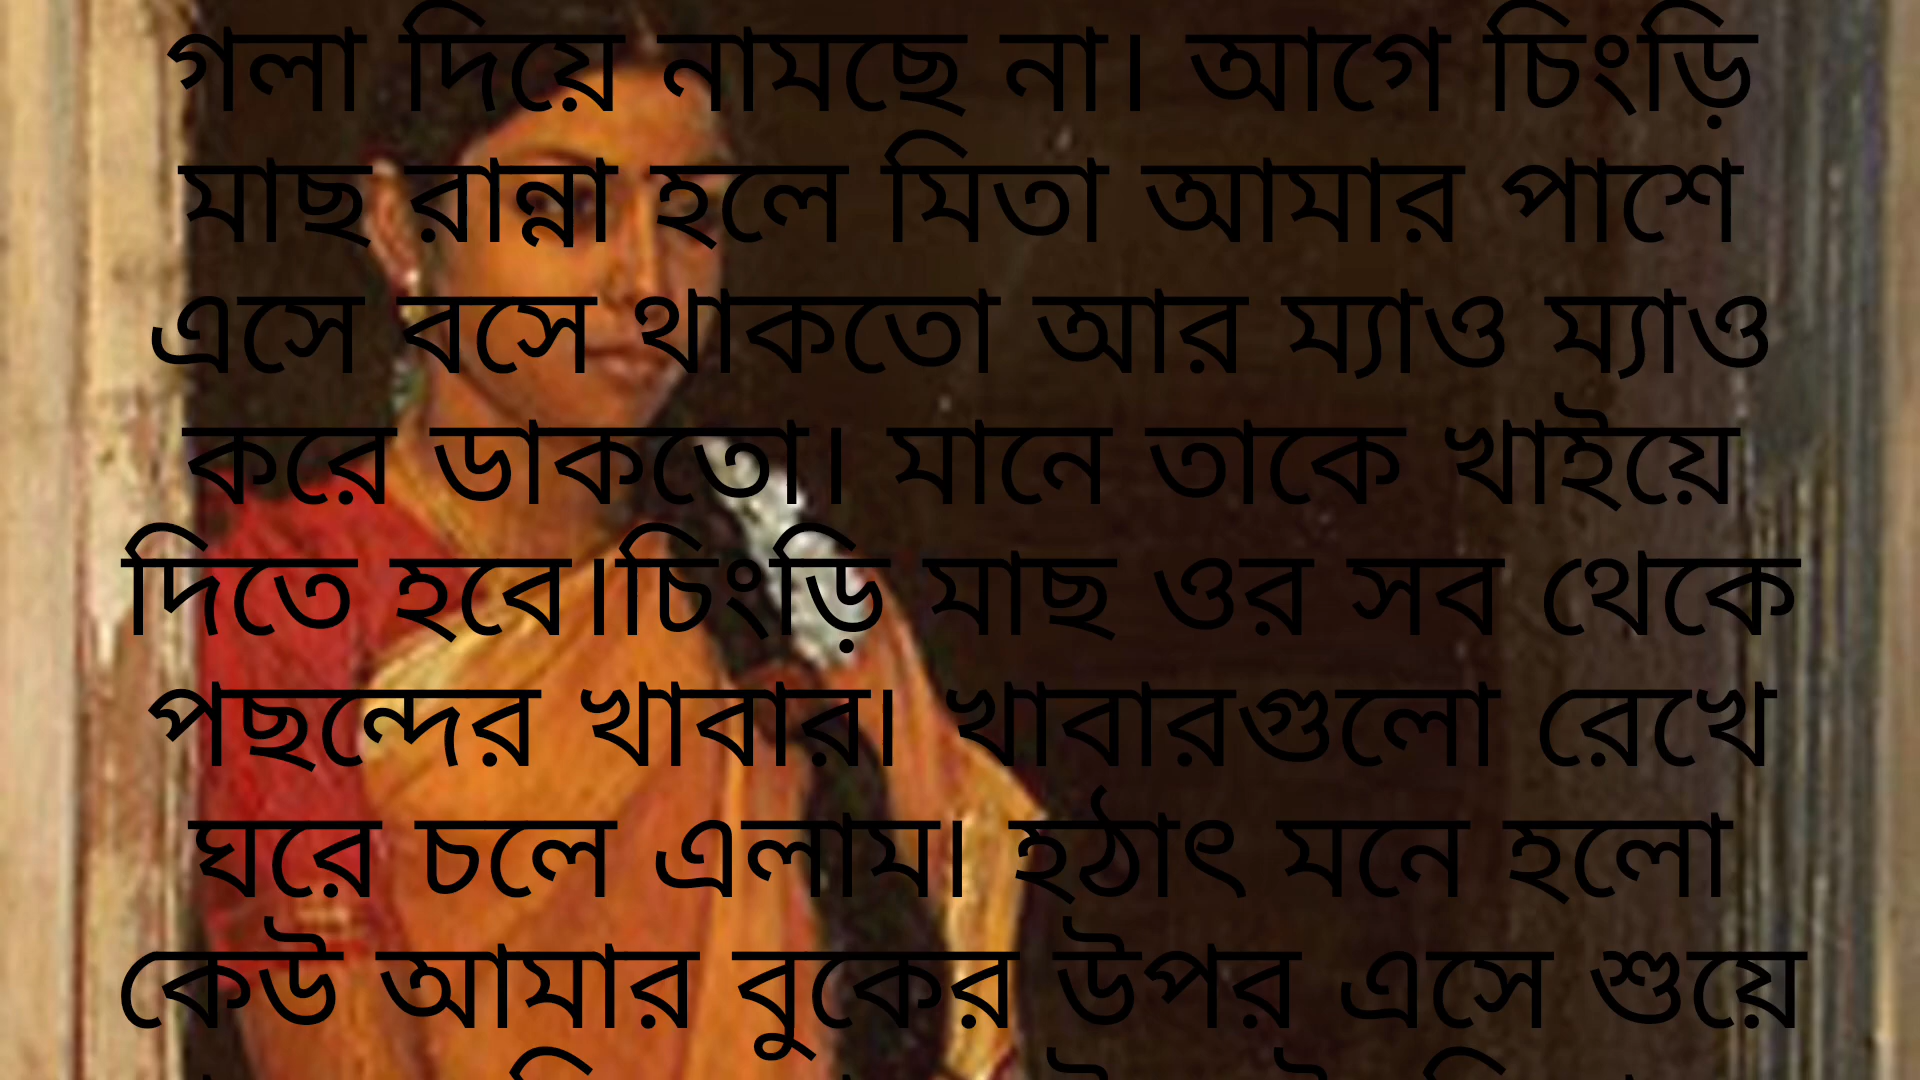 গলা দিয়ে নামছে না। আগে চিংড়ি
মাছ রান্না হলে মিতা আমার পাশে
এসে বসে থাকতো আর ম্যাও ম্যাও
করে ডাকতো। মানে তাকে খাইয়ে
দিতে হবে।চিংড়ি মাছ ওর সব থেকে
পছন্দের খাবার। খাবারগুলো রেখে
ঘরে চলে এলাম। হঠাৎ মনে হলো
কেউ আমার বুকের উপর এসে শুয়ে